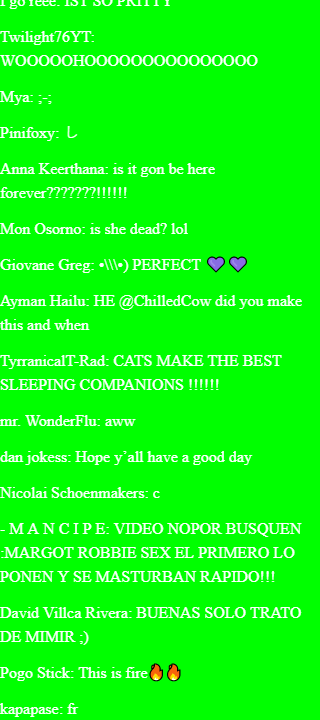 I goYeee: IST SO PRITTY
Twilight76YT:
WOOOOOHOOOOOOOOOOOOOOO
Mya: ;-;
Pinifoxy: し
Anna Keerthana: is it gon be here
forever???????!!!!!!
Mon Osorno: is she dead? lol
Giovane Greg: •\\\•) PERFECT 💜💜
Ayman Hailu: HE @ChilledCow did you make
this and when
TyrranicalT-Rad: CATS MAKE THE BEST
SLEEPING COMPANIONS !!!!!!
mr. WonderFlu: aww
dan jokess: Hope y'all have a good day
Nicolai Schoenmakers: c
- M A N C I P E: VIDEO NOPOR BUSQUEN
:MARGOT ROBBIE SEX EL PRIMERO LO
PONEN Y SE MASTURBAN RAPIDO!!!
David Villca Rivera: BUENAS SOLO TRATO
DE MIMIR ;)
Pogo Stick: This is fire🔥🔥
kapapase: fr